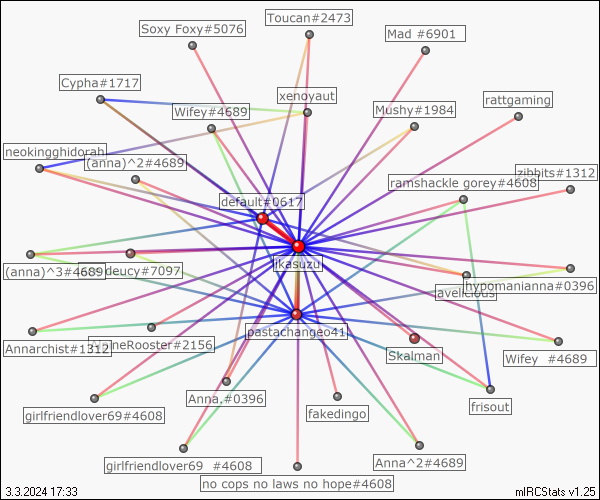 Toucan#2473
Soxy Foxy#5076
Mad #6901
Cypha#1717
xenoyaut
rattgaming
Wifey#4689
Mushy#1984
neokingghidorah
(anna)^2#4689
zibbits#1312
ramshackle gorey#4608
default#0617
jkasuzu
(anna)^3#4689
deucy#7097
hypomanianna#0396
avelicious
pastachangeo41
Annarchist#1312
neRooster#2156
Skalman
Wifey #4689
Anna.#0396
frisout
girlfriendlover69#4608
fakedingo
girlfriendlover69 #4608
Anna^2#4689
no cops no laws no hope#4608
3.3.2024 17:33
mIRCStats v1.25